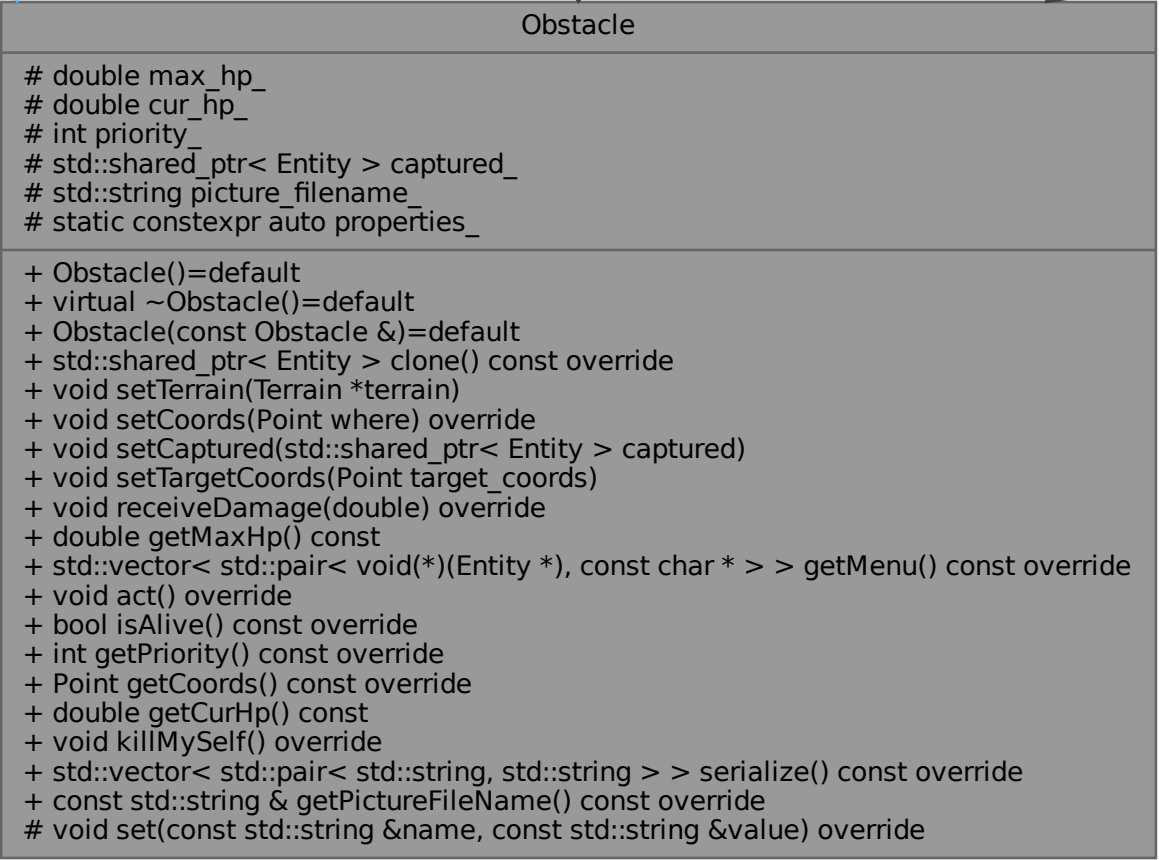 Obstacle
# double max_hp_
# double cur_hp_
# int priority_
# std::shared_ptr< Entity > captured_
# std::string picture_filename_
# static constexpr auto properties_
+ Obstacle()=default
+ virtual ~Obstacle()=default
+ Obstacle(const Obstacle &)=default
+ std::shared_ptr< Entity > clone() const override
+ void setTerrain(Terrain *terrain)
+ void setCoords(Point where) override
+ void setCaptured(std::shared_ptr< Entity > captured)
+ void setTargetCoords(Point target_coords)
+ void receiveDamage(double) override
+ double getMaxHp() const
+ std::vector< std::pair< void(*)(Entity *), const char * > > getMenu() const override
+ void act() override
+ bool isAlive() const override
+ int getPriority() const override
+ Point getCoords() const override
+ double getCurHp() const
+ void killMySelf() override
+ std::vector< std::pair< std::string, std::string > > serialize() const override
+ const std::string & getPictureFileName() const override
# void set(const std::string &name, const std::string &value) override